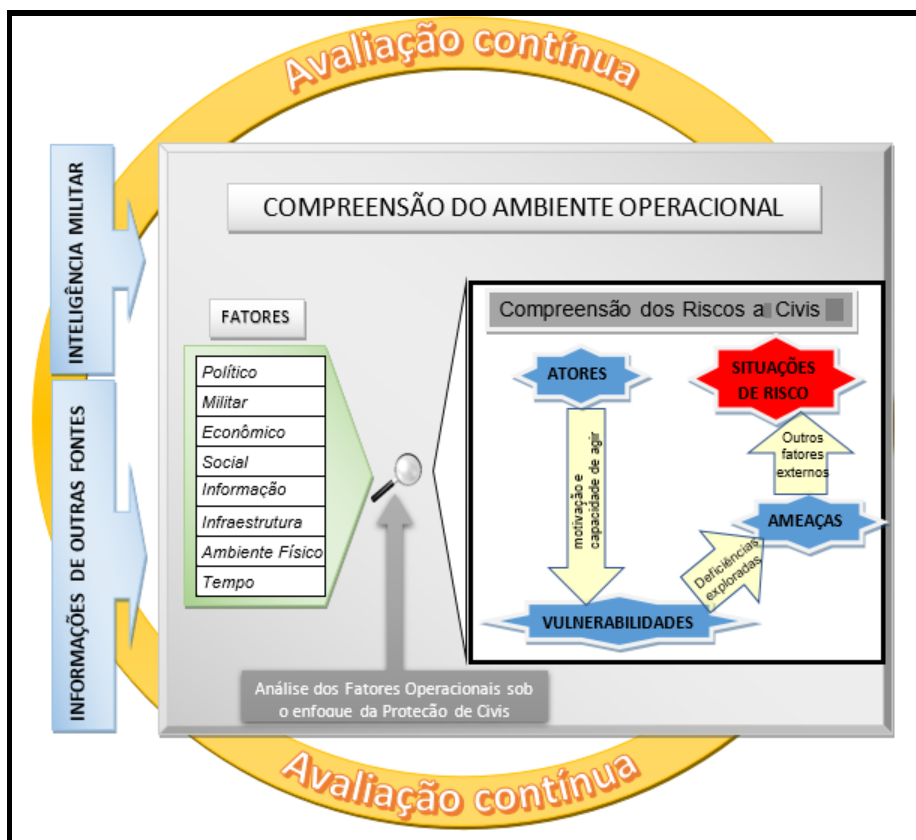 Avaliação contínua
INTELIGÊNCIA MILITAR
INFORMAÇÕES DE OUTRAS FONTES
COMPREENSÃO DO AMBIENTE OPERACIONAL
FATORES
Político
Militar
Econômico
Social
Informação
Infraestrutura
Ambiente Físico
Tempo
Análise dos Fatores Operacionais sob
o enfoque da Proteção de Civis
Compreensão dos Riscos a Civis
ATORES
motivação e
capacidade de agir
VULNERABILIDADES
Deficiências
exploradas
AMEAÇAS
Outros
fatores
externos
SITUAÇÕES
DE RISCO
Avaliação contínua